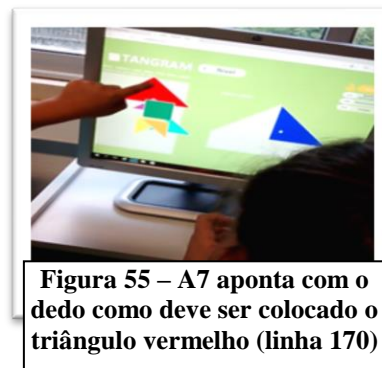 TANGRAM
Figura 55 – A7 aponta com o
dedo como deve ser colocado o
triângulo vermelho (linha 170)